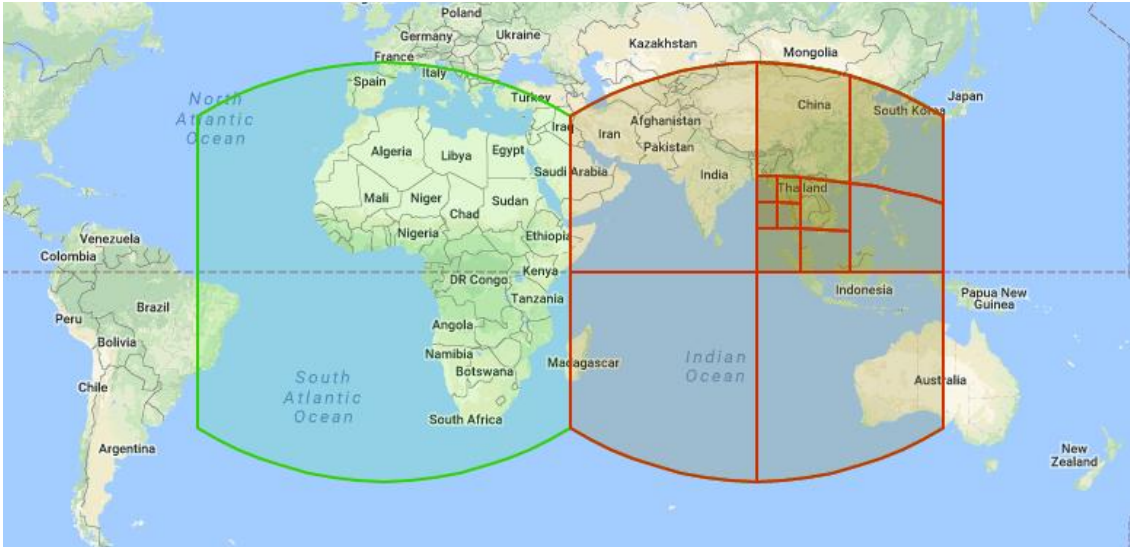 Poland
Germany
Ukraine
Kazakhstan
Mongolia
France
Italy
Spain
Turkey
North
Atlantic
Ocean
Japan
China
South Korea
Iraq
Iran
Afghanistan
Pakistan
Algeria
Libya
Egypt
Saudi Arabia
India
Thailand
Mali
Niger
Chad
Sudan
Nigeria
Ethiopia
Venezuela
Colombia
DR Congo
Kenya
Tanzania
Indonesia
Papua New
Guinea
Brazil
Peru
Bolivia
Angola
Namibia
Botswana
Madagascar
Indian
Ocean
Chile
South
Atlantic
Ocean
South Africa
Australia
Argentina
New
Zealand